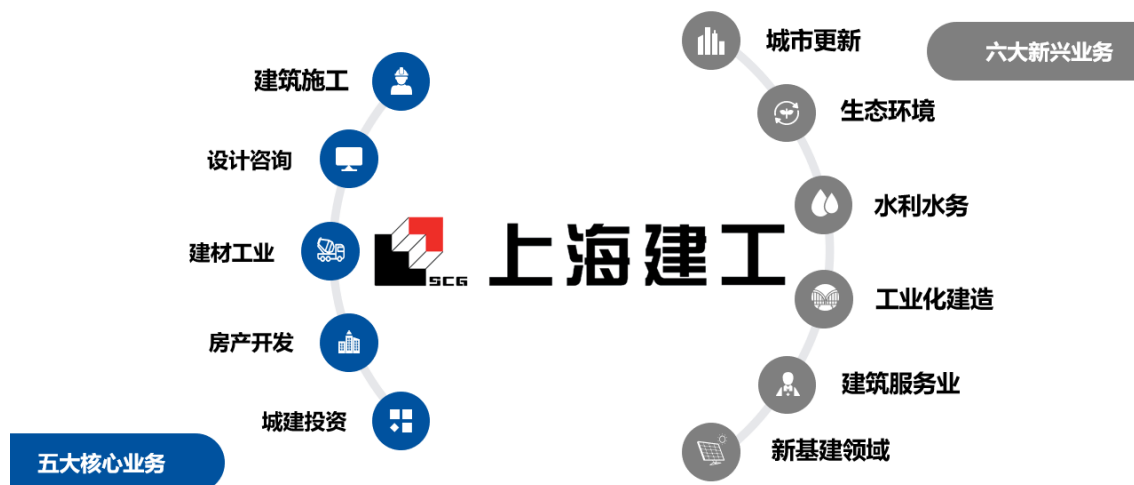 建筑施工
设计咨询
建材工业
房产开发
城建投资
五大核心业务
SCG
上海建工
六大新兴业务
城市更新
生态环境
水利水务
工业化建造
建筑服务业
新基建领域